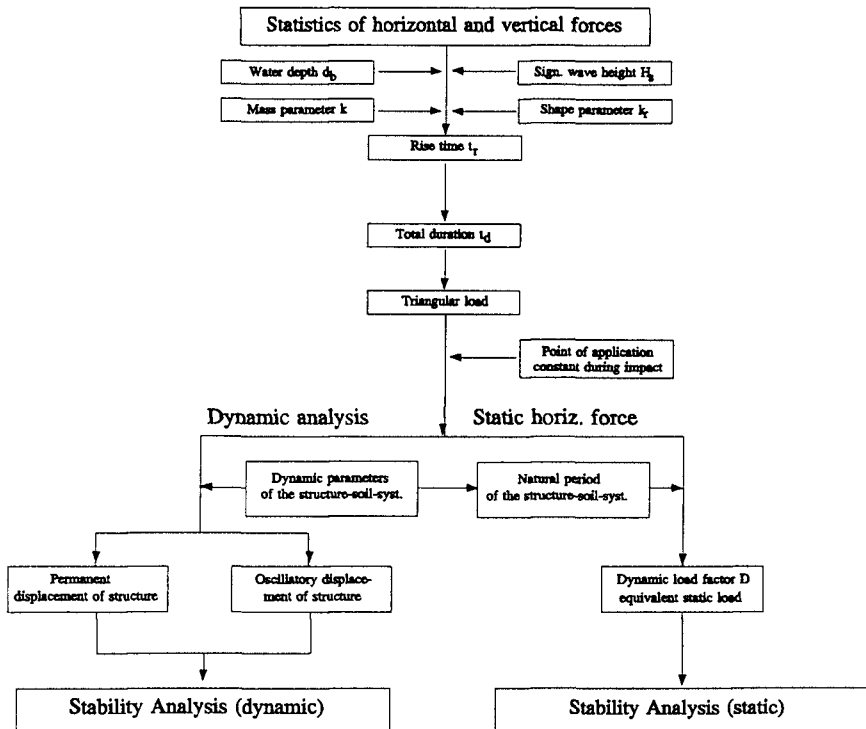 Statistics of horizontal and vertical forces
Water depth d_b
Sign. wave height H_s
Mass parameter k
Shape parameter k_r
Rise time t_r
Total duration t_d
Triangular load
Point of application
constant during impact
Dynamic analysis
Static horiz. force
Dynamic parameters
of the structure-soil-syst.
Natural period
of the structure-soil-syst.
Permanent
displacement of structure
Oscillatory displace-
ment of structure
Dynamic load factor D
equivalent static load
Stability Analysis (dynamic)
Stability Analysis (static)